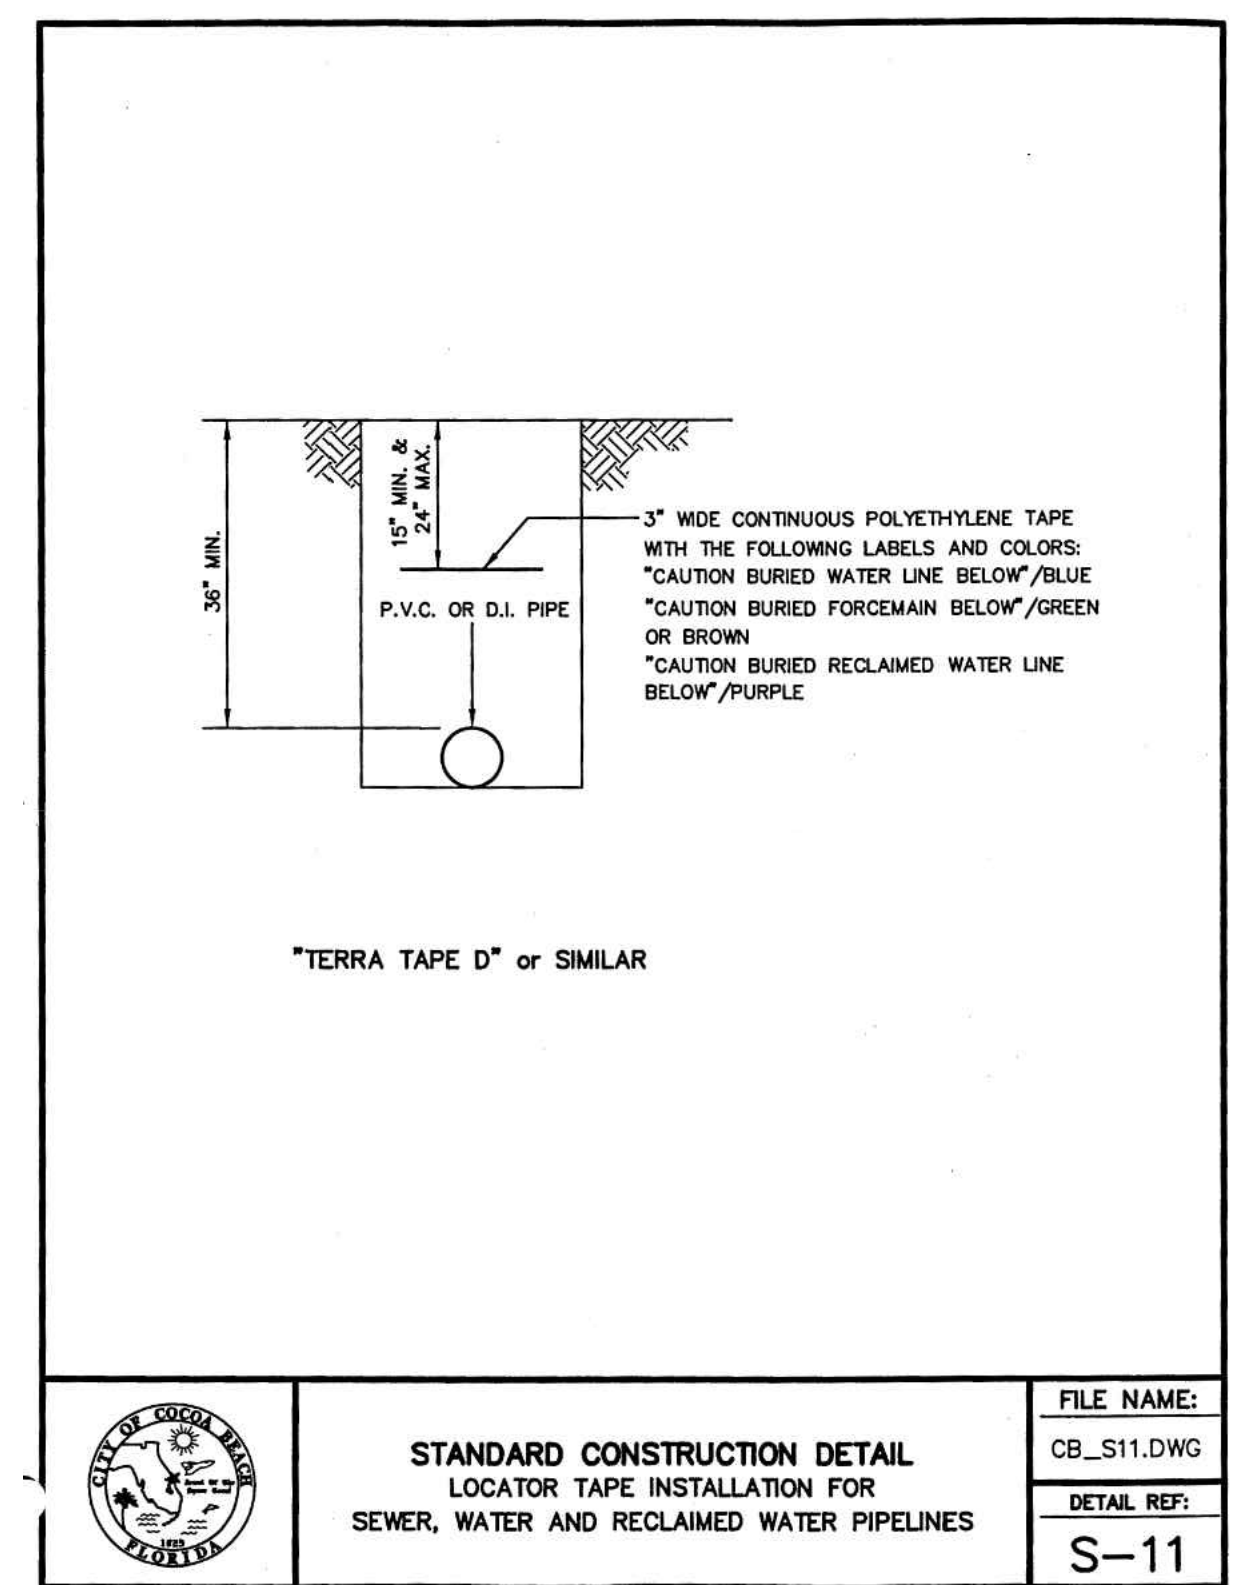 15" MIN. &
24" MAX.
36" MIN.
3" WIDE CONTINUOUS POLYETHYLENE TAPE
WITH THE FOLLOWING LABELS AND COLORS:
"CAUTION BURIED WATER LINE BELOW"/BLUE
"CAUTION BURIED FORCEMAIN BELOW"/GREEN
OR BROWN
"CAUTION BURIED RECLAIMED WATER LINE
BELOW"/PURPLE
P.V.C. OR D.I. PIPE
"TERRA TAPE D" or SIMILAR
CITY OF COCOA BEACH
1925
FLORIDA
STANDARD CONSTRUCTION DETAIL
LOCATOR TAPE INSTALLATION FOR
SEWER, WATER AND RECLAIMED WATER PIPELINES
FILE NAME:
CB_S11.DWG
DETAIL REF:
S-11